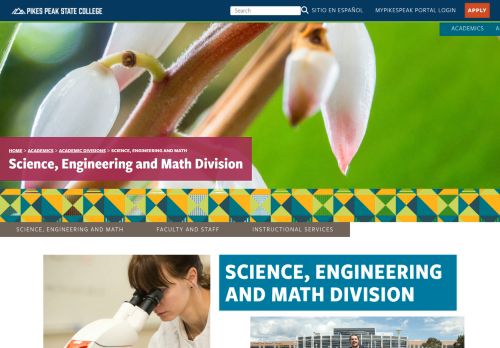 PIKES PEAK STATE COLLEGE
Search
SITIO EN ESPAÑOL
MYPIKESPEAK PORTAL LOGIN
APPLY
ACADEMICS
HOME > ACADEMICS > ACADEMIC DIVISIONS > SCIENCE, ENGINEERING AND MATH
Science, Engineering and Math Division
SCIENCE, ENGINEERING AND MATH
FACULTY AND STAFF
INSTRUCTIONAL SERVICES
SCIENCE, ENGINEERING
AND MATH DIVISION